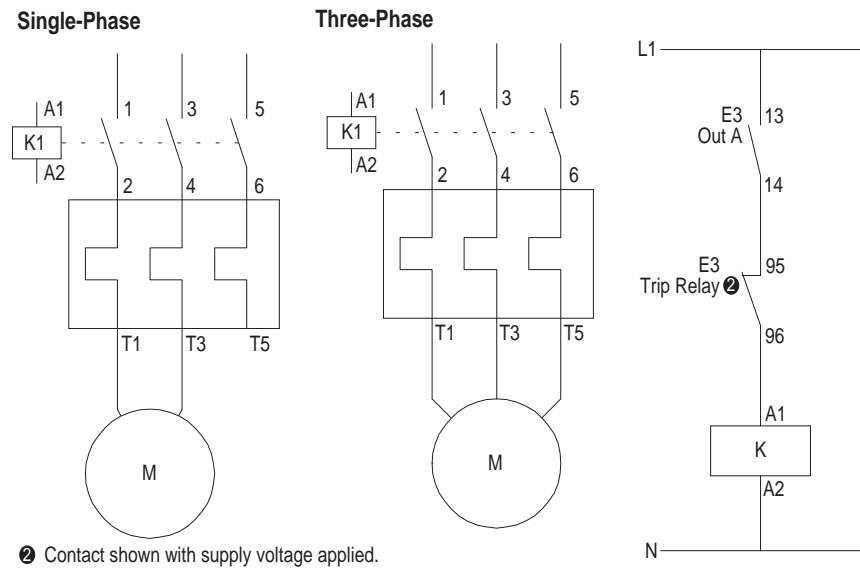 Single-Phase
A1
K1
A2
1
3
5
2
4
6
T1
T3
T5
M
Three-Phase
A1
K1
A2
1
3
5
2
4
6
T1
T3
T5
M
L1
E3
Out A
13
14
E3
Trip Relay ❷
95
96
A1
K
A2
N
❷ Contact shown with supply voltage applied.